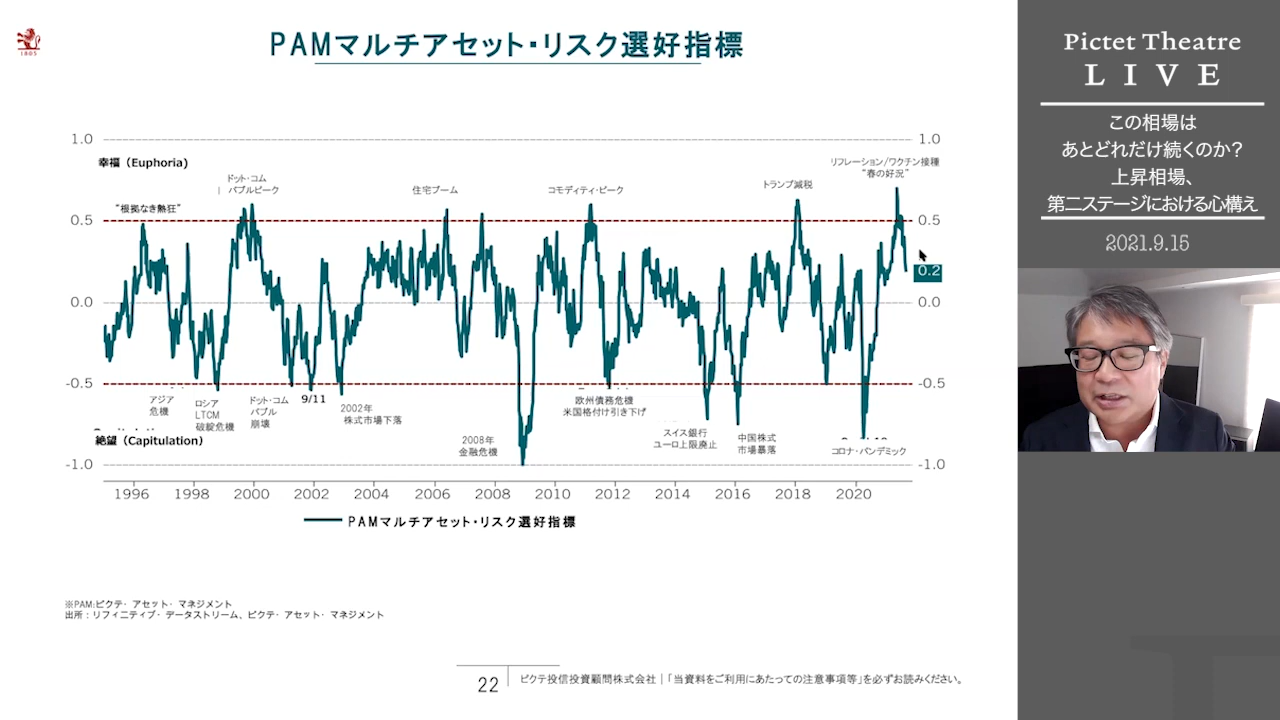 1805
PAMマルチアセット・リスク選好指標
1.0
1.0
幸福（Euphoria)
ドット・コム
バブルピーク
住宅ブーム
コモディティ・ピーク
トランプ減税
リフレーション/ワクチン接種
“春の好況”
“根拠なき熱狂”
0.5
0.5
0.2
0.0
0.0
-0.5
-0.5
アジア
危機
ロシア
LTCM
破綻危機
ドット・コム
バブル
崩壊
9/11
2002年
株式市場下落
欧州債務危機
米国格付け引き下げ
スイス銀行
ユーロ上限廃止
中国株式
市場暴落
コロナ・パンデミック
絶望（Capitulation)
2008年
金融危機
-1.0
-1.0
1996 1998 2000 2002 2004 2006 2008 2010 2012 2014 2016 2018 2020
PAMマルチアセット・リスク選好指標
※PAM:ピクテ・アセット・マネジメント
出所：リフィニティブ・データストリーム、ピクテ・アセット・マネジメント
22
ピクテ投信投資顧問株式会社｜「当資料をご利用にあたっての注意事項等」を必ずお読みください。
Pictet Theatre
LIVE
この相場は
あとどれだけ続くのか?
上昇相場、
第二ステージにおける心構え
2021.9.15